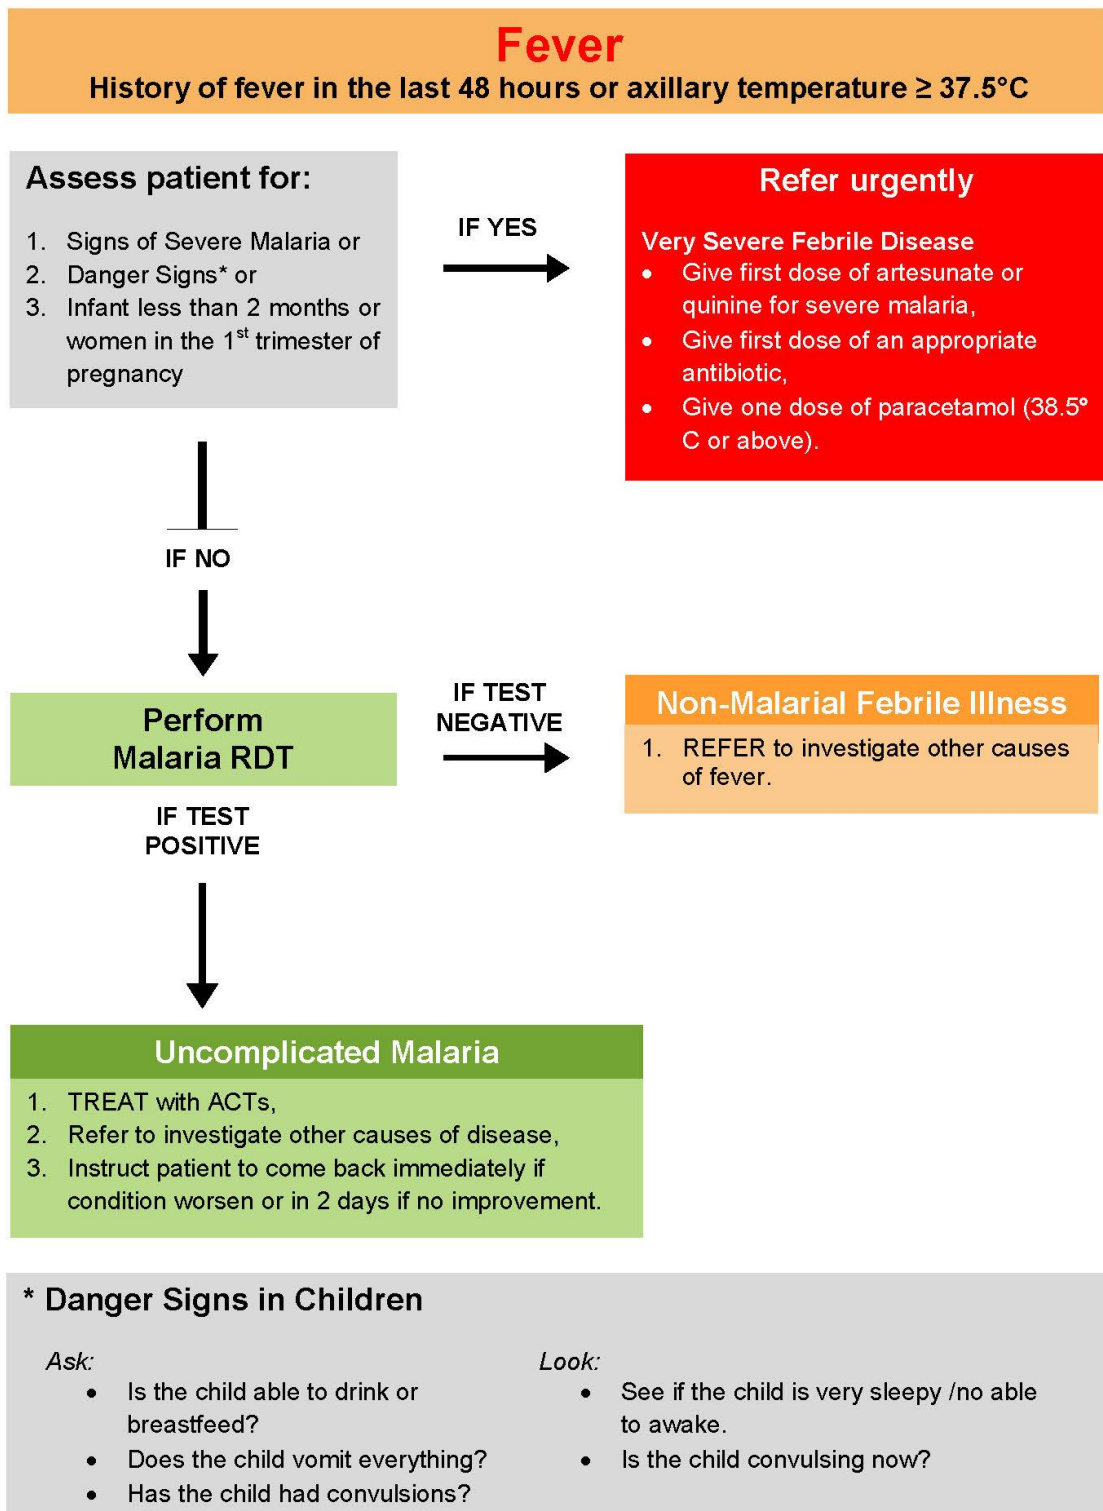 Fever
History of fever in the last 48 hours or axillary temperature ≥ 37.5°C
Assess patient for:
1. Signs of Severe Malaria or
2. Danger Signs* or
3. Infant less than 2 months or
women in the 1st trimester of
pregnancy
IF YES
Refer urgently
Very Severe Febrile Disease
• Give first dose of artesunate or
quinine for severe malaria,
• Give first dose of an appropriate
antibiotic,
• Give one dose of paracetamol (38.5°
C or above).
IF NO
Perform
Malaria RDT
IF TEST
NEGATIVE
Non-Malarial Febrile Illness
1. REFER to investigate other causes
of fever.
IF TEST
POSITIVE
Uncomplicated Malaria
1. TREAT with ACTs,
2. Refer to investigate other causes of disease,
3. Instruct patient to come back immediately if
condition worsen or in 2 days if no improvement.
* Danger Signs in Children
Ask:
• Is the child able to drink or
breastfeed?
• Does the child vomit everything?
• Has the child had convulsions?
Look:
• See if the child is very sleepy /no able
to awake.
• Is the child convulsing now?